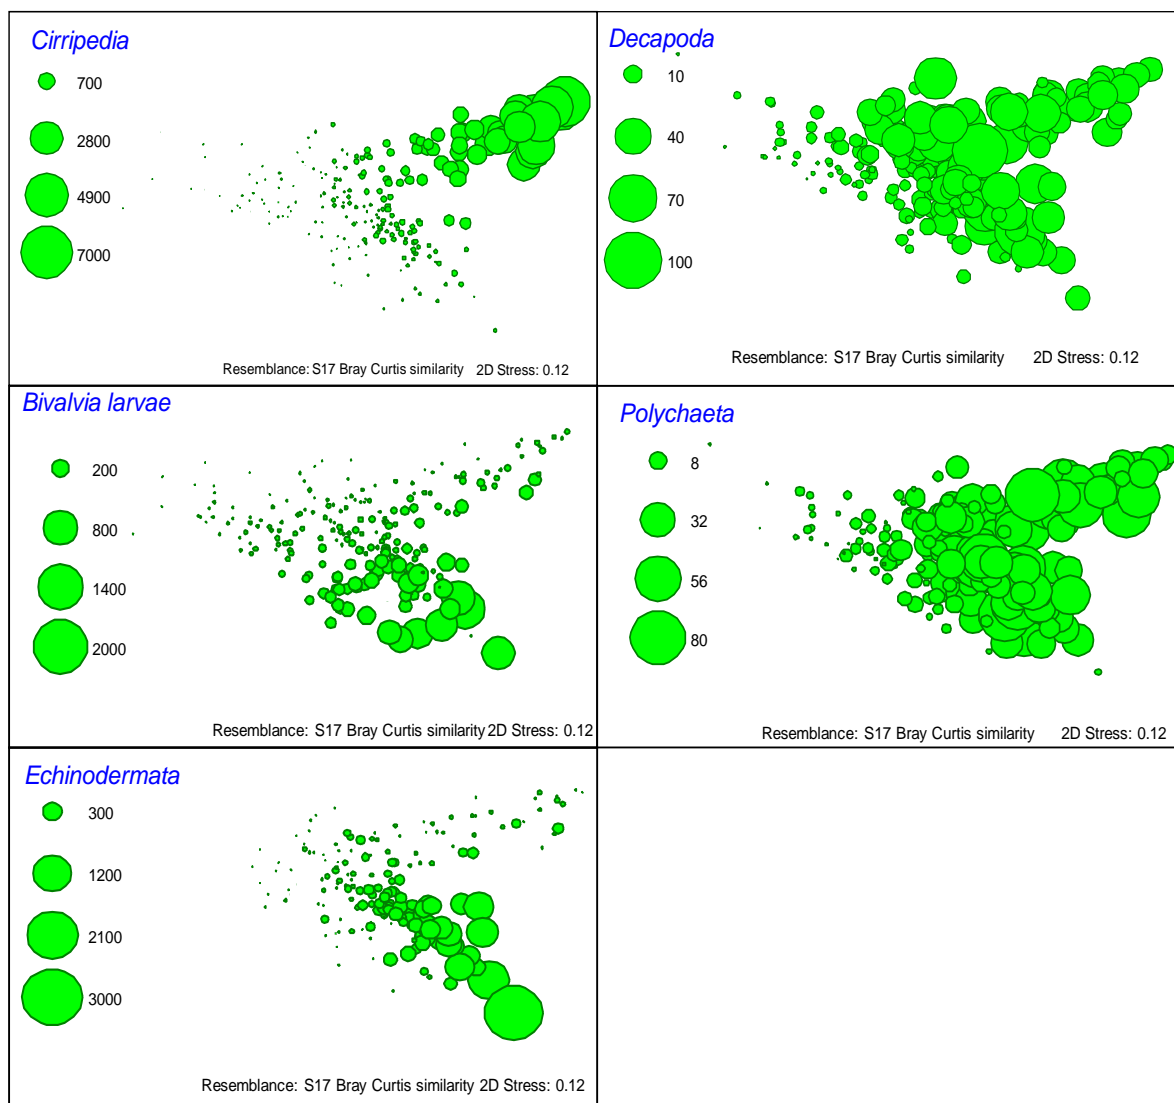 Cirripedia
700
2800
4900
7000
Resemblance: S17 Bray Curtis similarity 2D Stress: 0.12
Decapoda
10
40
70
100
Resemblance: S17 Bray Curtis similarity 2D Stress: 0.12
Bivalvia larvae
200
800
1400
2000
Resemblance: S17 Bray Curtis similarity 2D Stress: 0.12
Polychaeta
8
32
56
80
Resemblance: S17 Bray Curtis similarity 2D Stress: 0.12
Echinodermata
300
1200
2100
3000
Resemblance: S17 Bray Curtis similarity 2D Stress: 0.12